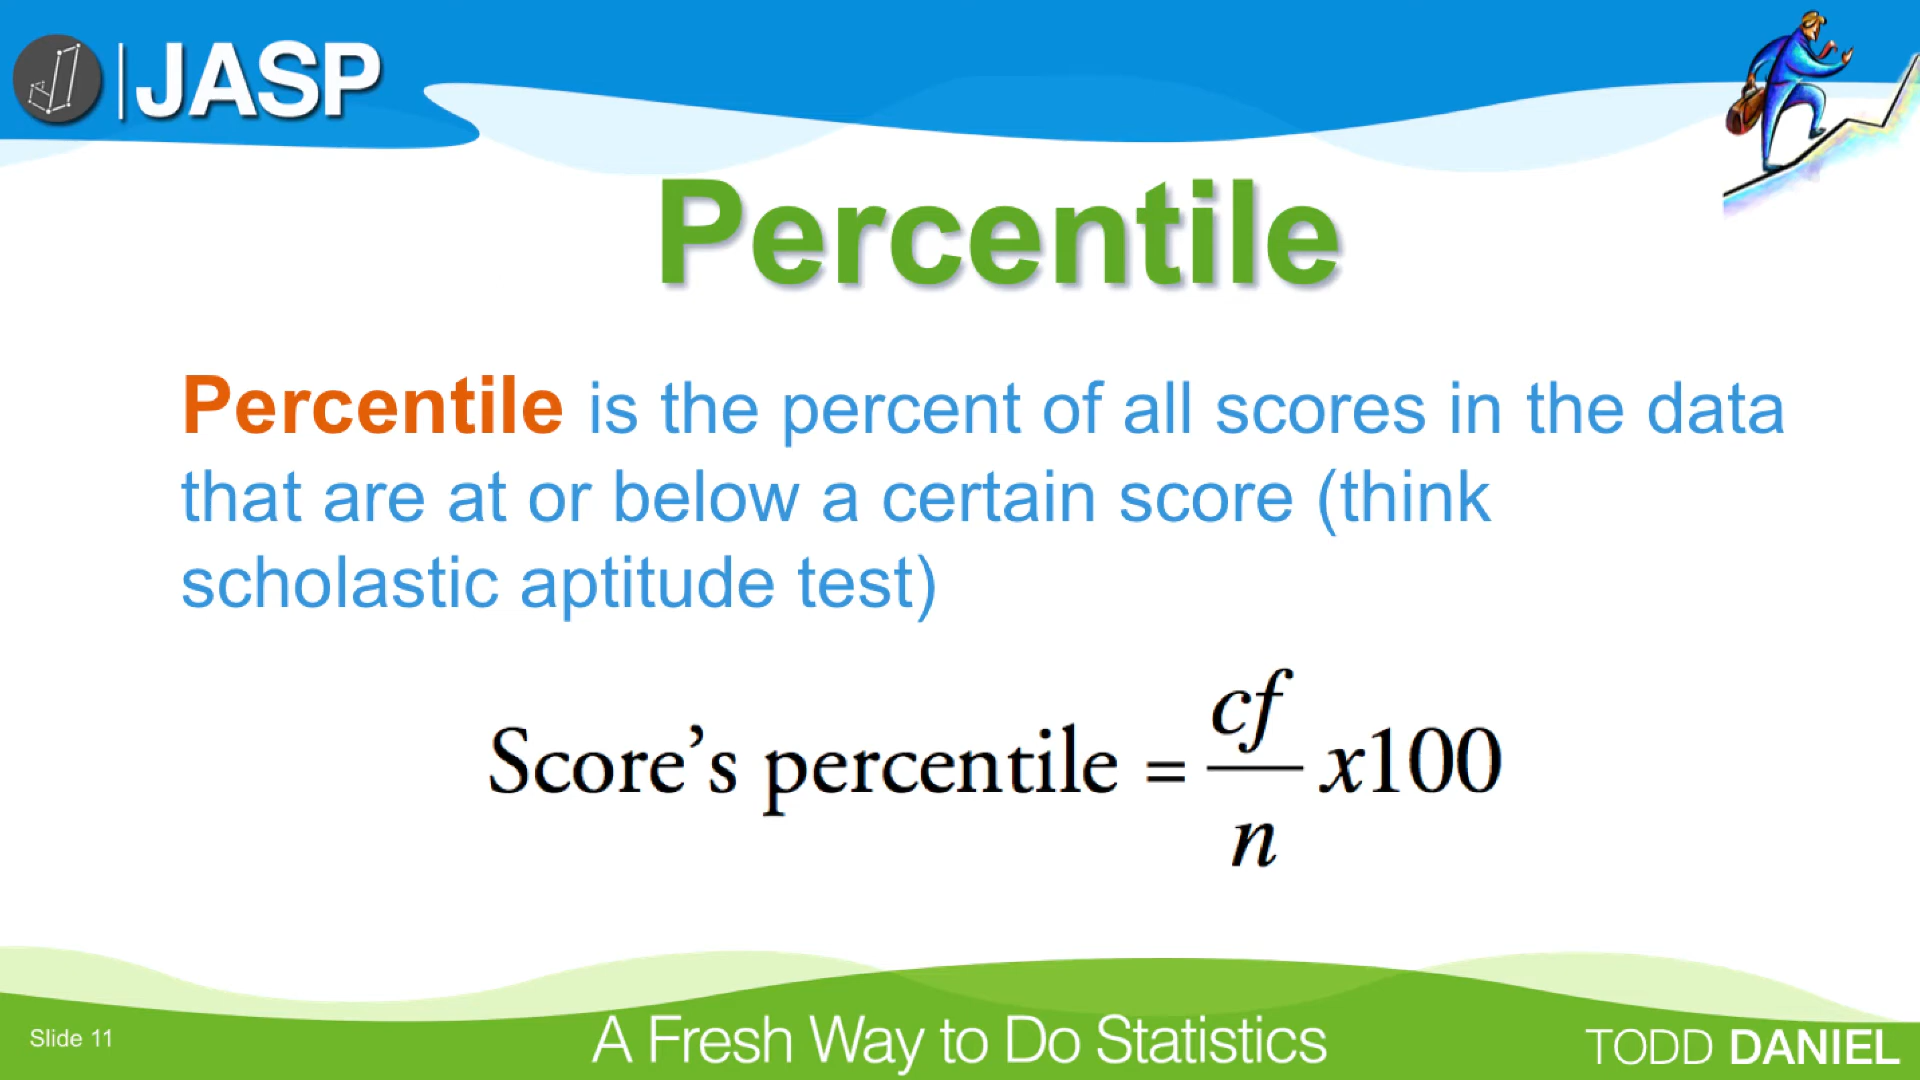 JASP
Percentile
Percentile is the percent of all scores in the data
that are at or below a certain score (think
scholastic aptitude test)
Score’s percentile = cf/n x100
Slide 11
A Fresh Way to Do Statistics
TODD DANIEL